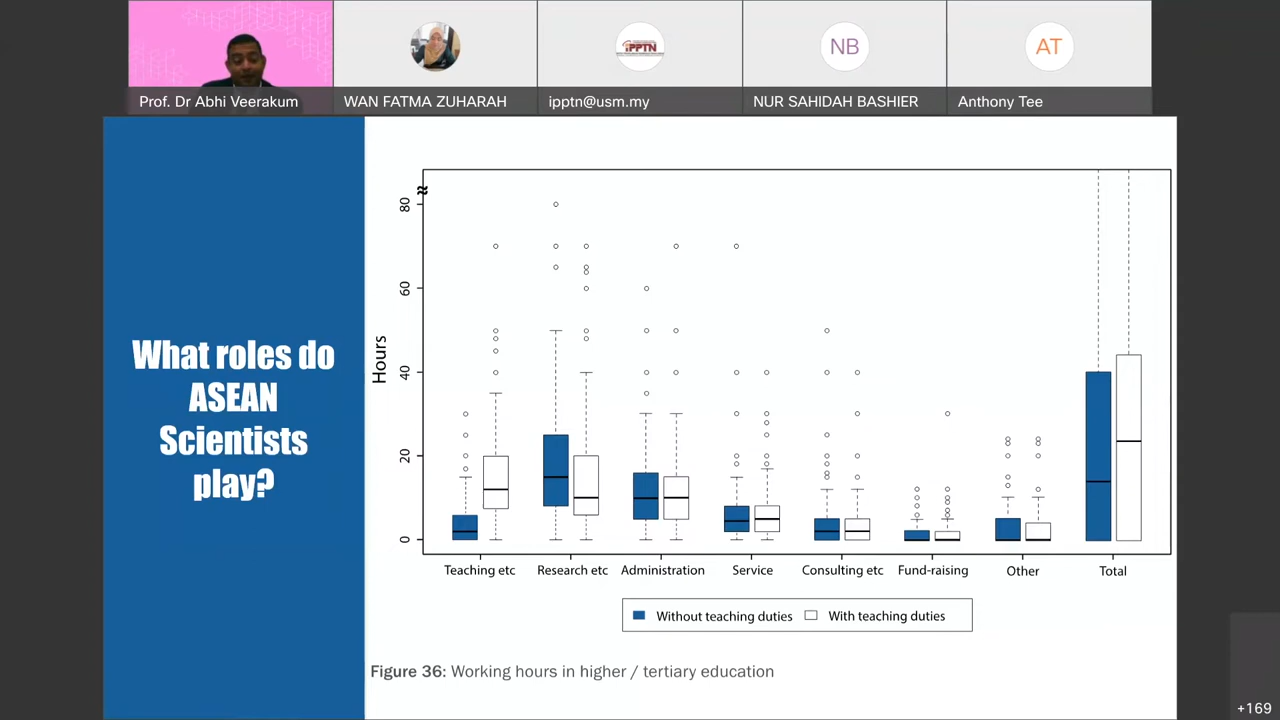 Prof. Dr Abhi Veerakum
WAN FATMA ZUHARAH
iPPTN
ipptn@usm.my
NB
NUR SAHIDAH BASHIER
AT
Anthony Tee
What roles do
ASEAN
Scientists
play?
Hours
80
60
40
20
0
Teaching etc
Research etc
Administration
Service
Consulting etc
Fund-raising
Other
Total
Without teaching duties
With teaching duties
Figure 36: Working hours in higher / tertiary education
+169